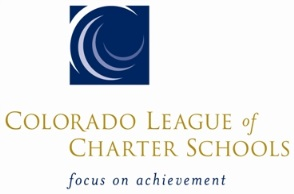 COLORADO LEAGUE of
CHARTER SCHOOLS
focus on achievement